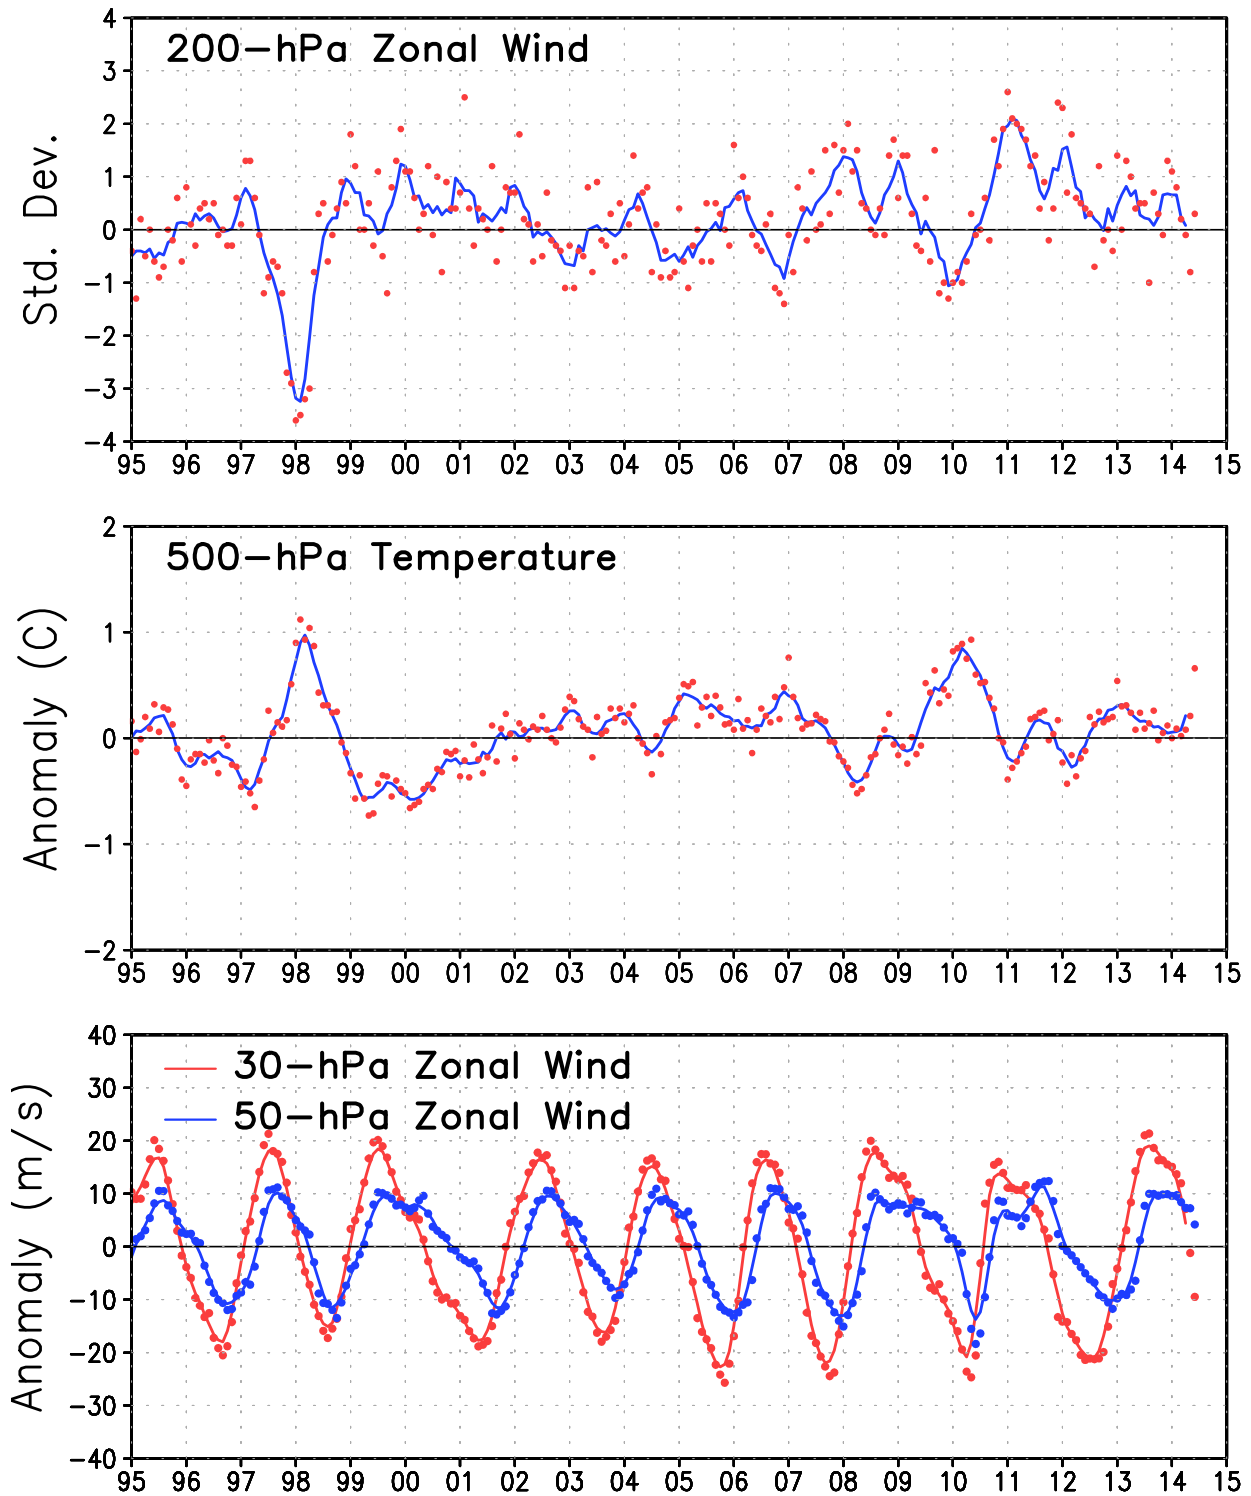 200-hPa Zonal Wind
Std. Dev.
4
3
2
1
0
-1
-2
-3
-4
95 96 97 98 99 00 01 02 03 04 05 06 07 08 09 10 11 12 13 14 15
500-hPa Temperature
Anomaly (C)
2
1
0
-1
-2
95 96 97 98 99 00 01 02 03 04 05 06 07 08 09 10 11 12 13 14 15
30-hPa Zonal Wind
50-hPa Zonal Wind
Anomaly (m/s)
40
30
20
10
0
-10
-20
-30
-40
95 96 97 98 99 00 01 02 03 04 05 06 07 08 09 10 11 12 13 14 15